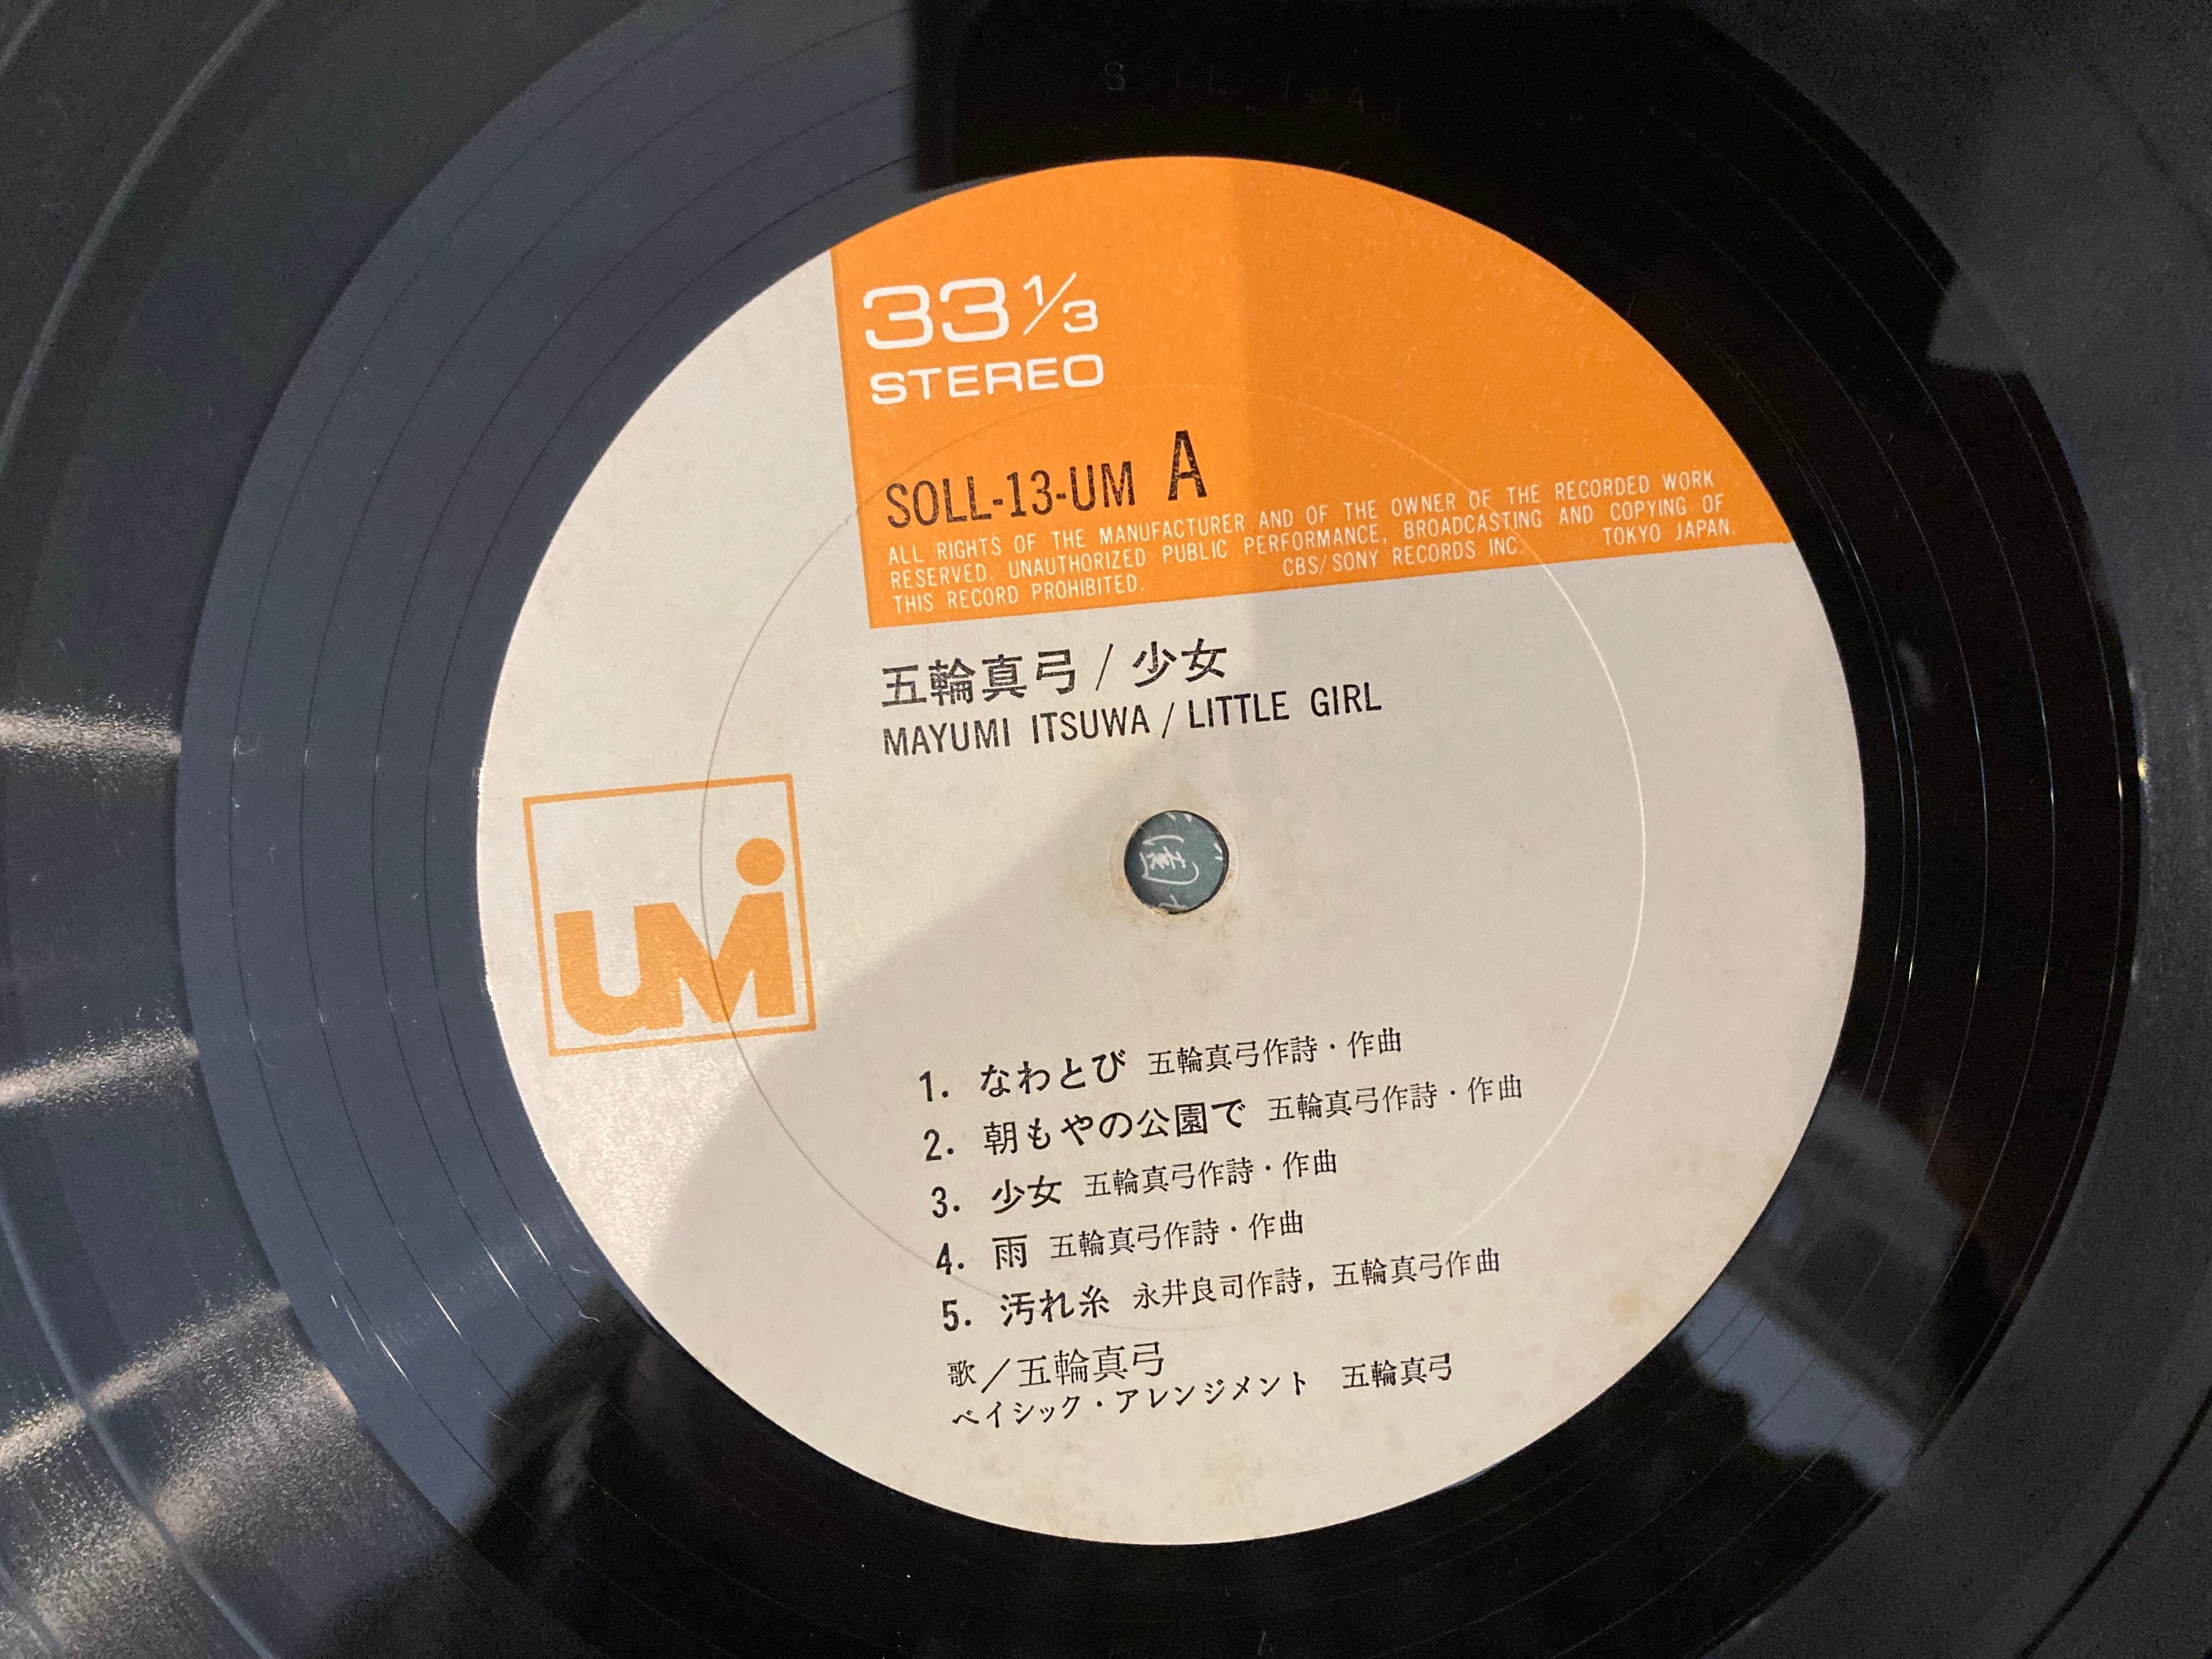 33 1/3
STEREO
SOLL-13-UM A
ALL RIGHTS OF THE MANUFACTURER AND OF THE OWNER OF THE RECORDED WORK
RESERVED. UNAUTHORIZED PUBLIC PERFORMANCE, BROADCASTING AND COPYING OF
THIS RECORD PROHIBITED. CBS/SONY RECORDS INC. TOKYO JAPAN.
五輪真弓/少女
MAYUMI ITSUWA/LITTLE GIRL
UMi
1. なわとび 五輪真弓作詩・作曲
2. 朝もやの公園で 五輪真弓作詩・作曲
3. 少女 五輪真弓作詩・作曲
4. 雨 五輪真弓作詩・作曲
5. 汚れ糸 永井良司作詩, 五輪真弓作曲
歌/五輪真弓
ベイシック・アレンジメント 五輪真弓